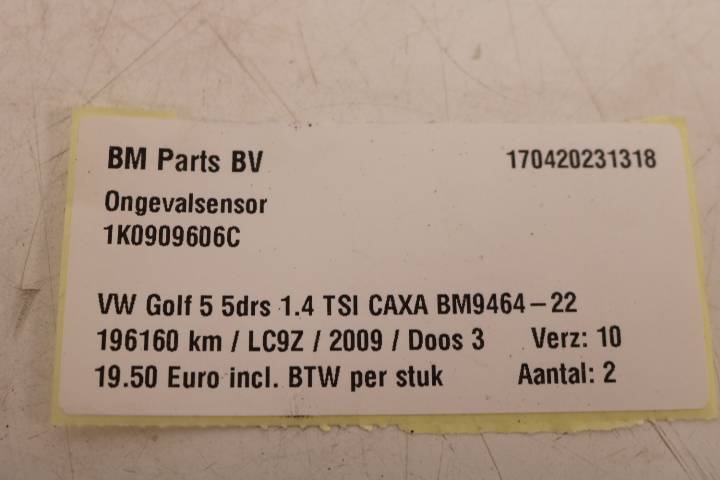 BM Parts BV 170420231318
Ongevalsensor
1K0909606C
VW Golf 5 5drs 1.4 TSI CAXA BM9464-22
196160 km / LC9Z / 2009 / Doos 3 Verz: 10
19.50 Euro incl. BTW per stuk Aantal: 2